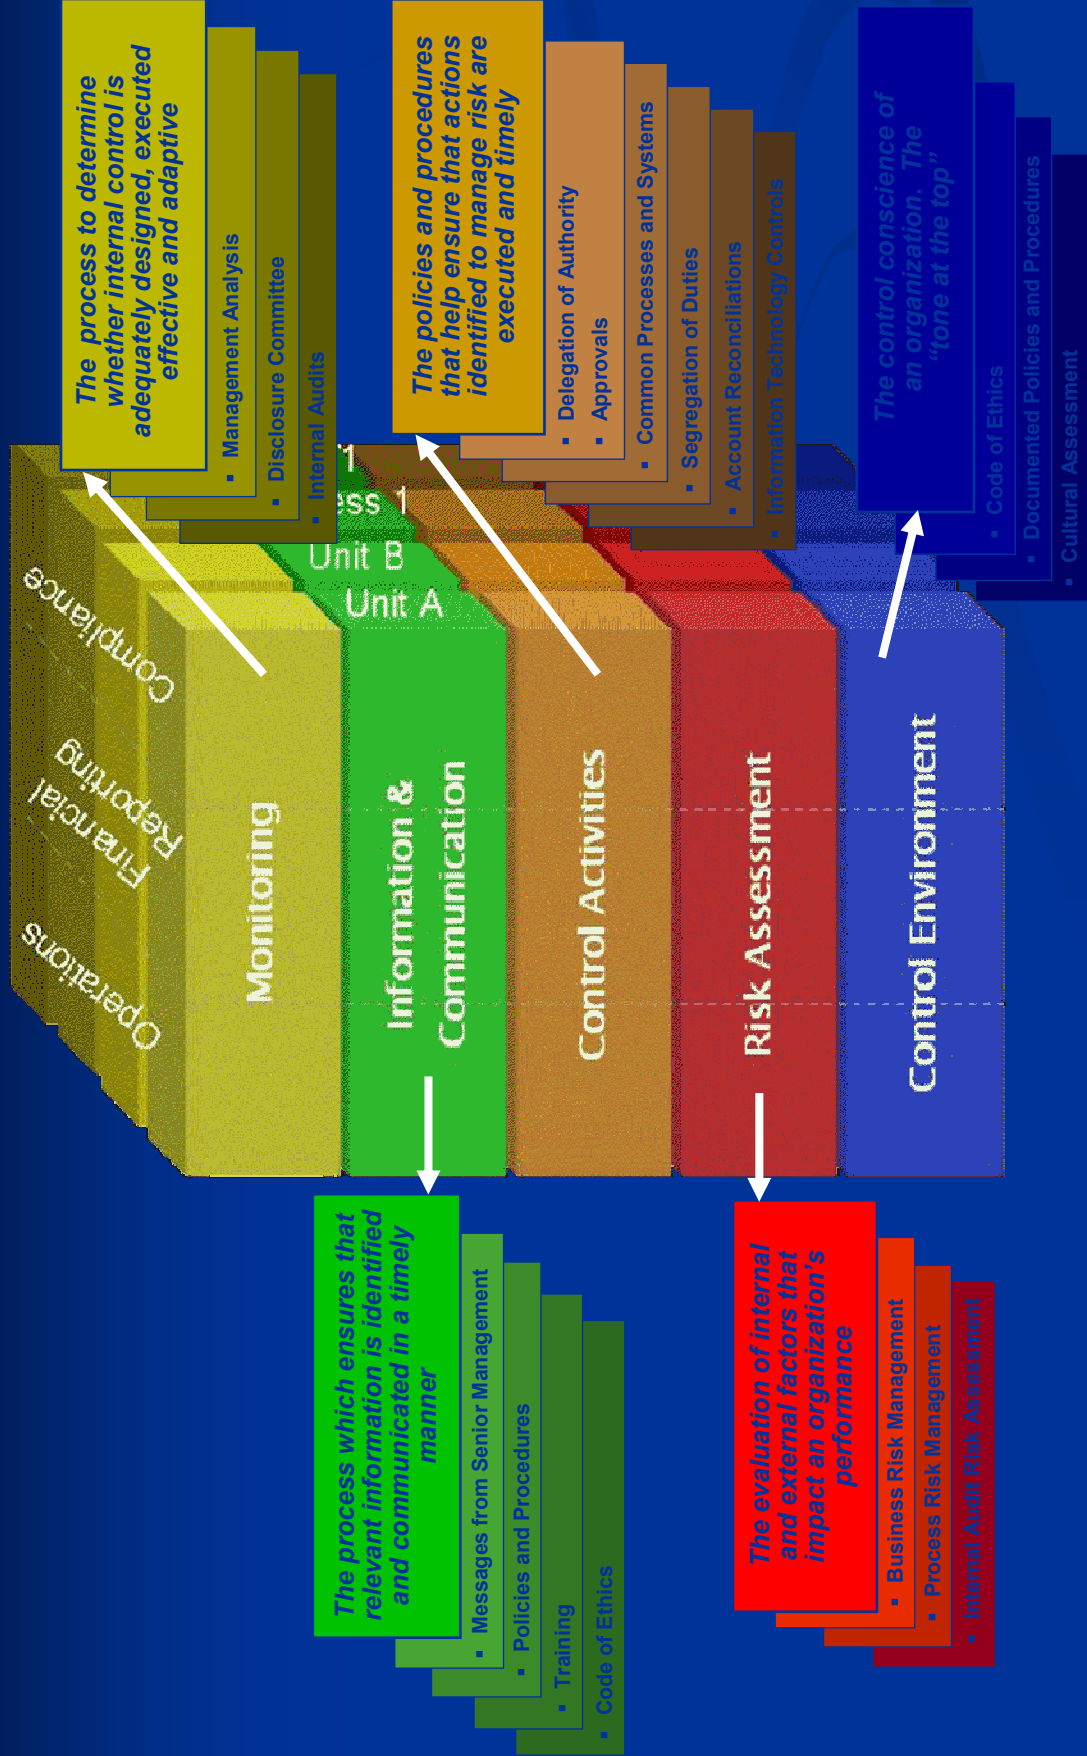 The  process to determine
whether internal control is
adequately designed, executed
effective and adaptive
▪ Management Analysis
▪ Disclosure Committee
▪ Internal Audits
The policies and procedures
that help ensure that actions
identified to manage risk are
executed and timely
▪ Delegation of Authority
▪ Approvals
▪ Common Processes and Systems
▪ Segregation of Duties
▪ Account Reconciliations
▪ Information Technology Controls
The control conscience of
an organization.  The
“tone at the top”
▪ Code of Ethics
▪ Documented Policies and Procedures
▪ Cultural Assessment
Operations
Financial
Reporting
Compliance
Unit B
Unit A
Monitoring
Information &
Communication
Control Activities
Risk Assessment
Control Environment
The process which ensures that
relevant information is identified
and communicated in a timely
manner
▪ Messages from Senior Management
▪ Policies and Procedures
▪ Training
▪ Code of Ethics
The evaluation of internal
and external factors that
impact an organization’s
performance
▪ Business Risk Management
▪ Process Risk Management
▪ Internal Audit Risk Assessment